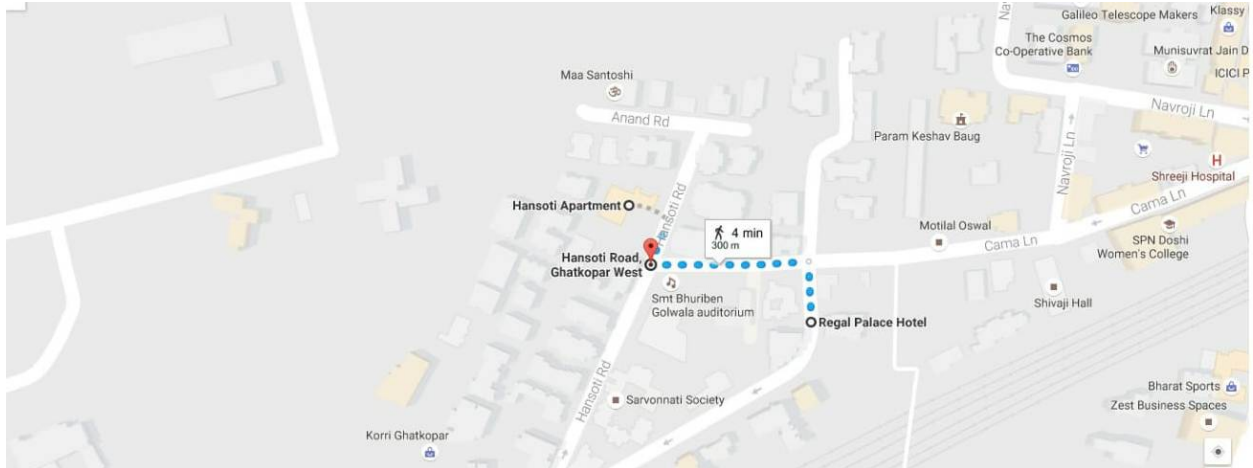 Galileo Telescope Makers
Klassy
The Cosmos
Co-Operative Bank
Munisuvrat Jain D
ICICI P
Maa Santoshi
Anand Rd
Navroji Ln
Param Keshav Baug
Navroji Ln
H
Shreeji Hospital
Hansoti Apartment
Hansoti Rd
Cama Ln
4 min
300 m
Motilal Oswal
Cama Ln
SPN Doshi
Women's College
Hansoti Road,
Ghatkopar West
Smt Bhuriben
Golwala auditorium
Shivaji Hall
Regal Palace Hotel
Hansoti Rd
Sarvonnati Society
Bharat Sports
Zest Business Spaces
Korri Ghatkopar